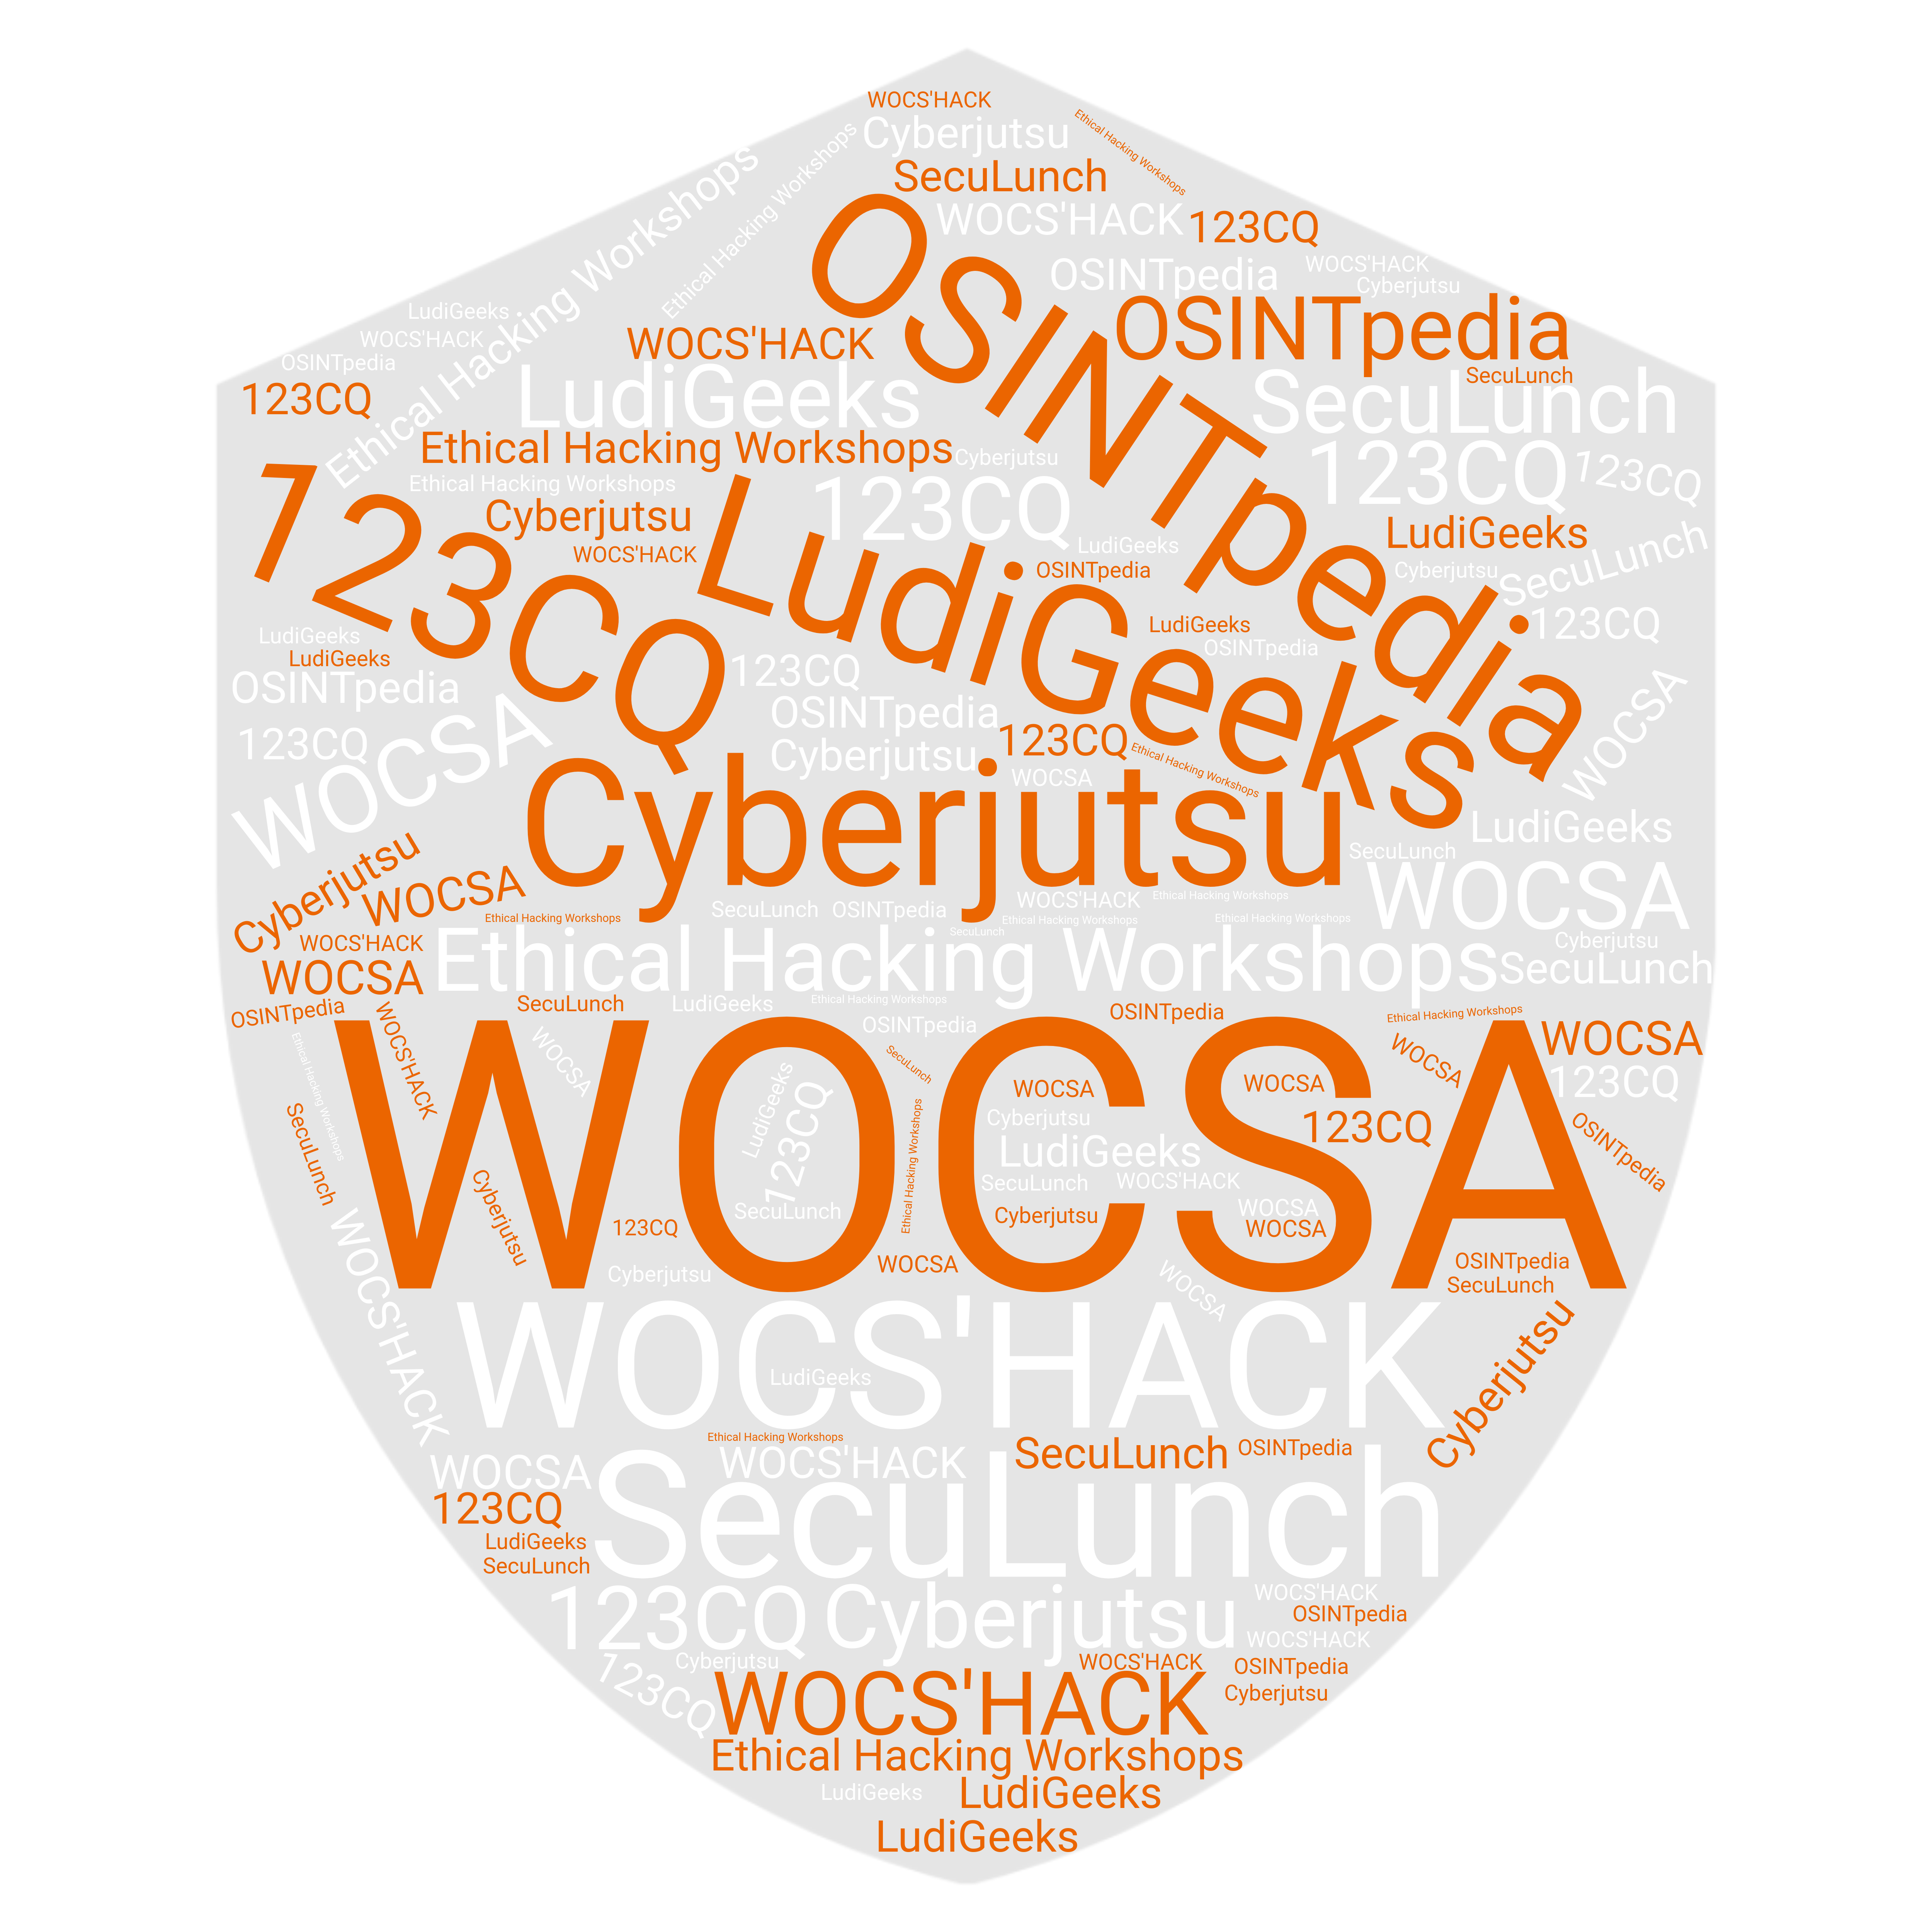 WOCS'HACK
Ethical Hacking Workshops
Cyberjutsu
Ethical Hacking Workshops
Ethical Hacking Workshops
SecuLunch
WOCS'HACK
123CQ
OSINTpedia
OSINTpedia
WOCS'HACK
Cyberjutsu
LudiGeeks
OSINTpedia
WOCS'HACK
WOCS'HACK
OSINTpedia
SecuLunch
123CQ
LudiGeeks
SecuLunch
Ethical Hacking Workshops
Cyberjutsu
123CQ
123CQ
Ethical Hacking Workshops
123CQ
123CQ
Cyberjutsu
LudiGeeks
WOCS'HACK
LudiGeeks
LudiGeeks
OSINTpedia
Cyberjutsu
SecuLunch
LudiGeeks
123CQ
LudiGeeks
OSINTpedia
LudiGeeks
123CQ
OSINTpedia
OSINTpedia
WOCSA
WOCSA
123CQ
Cyberjutsu
123CQ
WOCSA
Ethical Hacking Workshops
Cyberjutsu
LudiGeeks
SecuLunch
Cyberjutsu
WOCSA
WOCSA
WOCS'HACK
Ethical Hacking Workshops
SecuLunch
OSINTpedia
Ethical Hacking Workshops
Ethical Hacking Workshops
Ethical Hacking Workshops
SecuLunch
WOCS'HACK
Cyberjutsu
Ethical Hacking Workshops
SecuLunch
WOCSA
OSINTpedia
SecuLunch
LudiGeeks
Ethical Hacking Workshops
OSINTpedia
Ethical Hacking Workshops
OSINTpedia
WOCSA
WOCSA
WOCS'HACK
WOCSA
SecuLunch
WOCSA
Ethical Hacking Workshops
LudiGeeks
WOCSA
WOCSA
123CQ
123CQ
Cyberjutsu
123CQ
OSINTpedia
SecuLunch
LudiGeeks
Ethical Hacking Workshops
SecuLunch
WOCS'HACK
Cyberjutsu
SecuLunch
WOCSA
Cyberjutsu
123CQ
WOCSA
WOCS'HACK
Cyberjutsu
WOCSA
OSINTpedia
SecuLunch
WOCSA
WOCS'HACK
LudiGeeks
Cyberjutsu
Ethical Hacking Workshops
WOCS'HACK
SecuLunch
OSINTpedia
WOCSA
SecuLunch
123CQ
LudiGeeks
SecuLunch
123CQ
Cyberjutsu
WOCS'HACK
OSINTpedia
WOCS'HACK
Cyberjutsu
WOCS'HACK
OSINTpedia
123CQ
WOCS'HACK
Cyberjutsu
Ethical Hacking Workshops
LudiGeeks
LudiGeeks
LudiGeeks